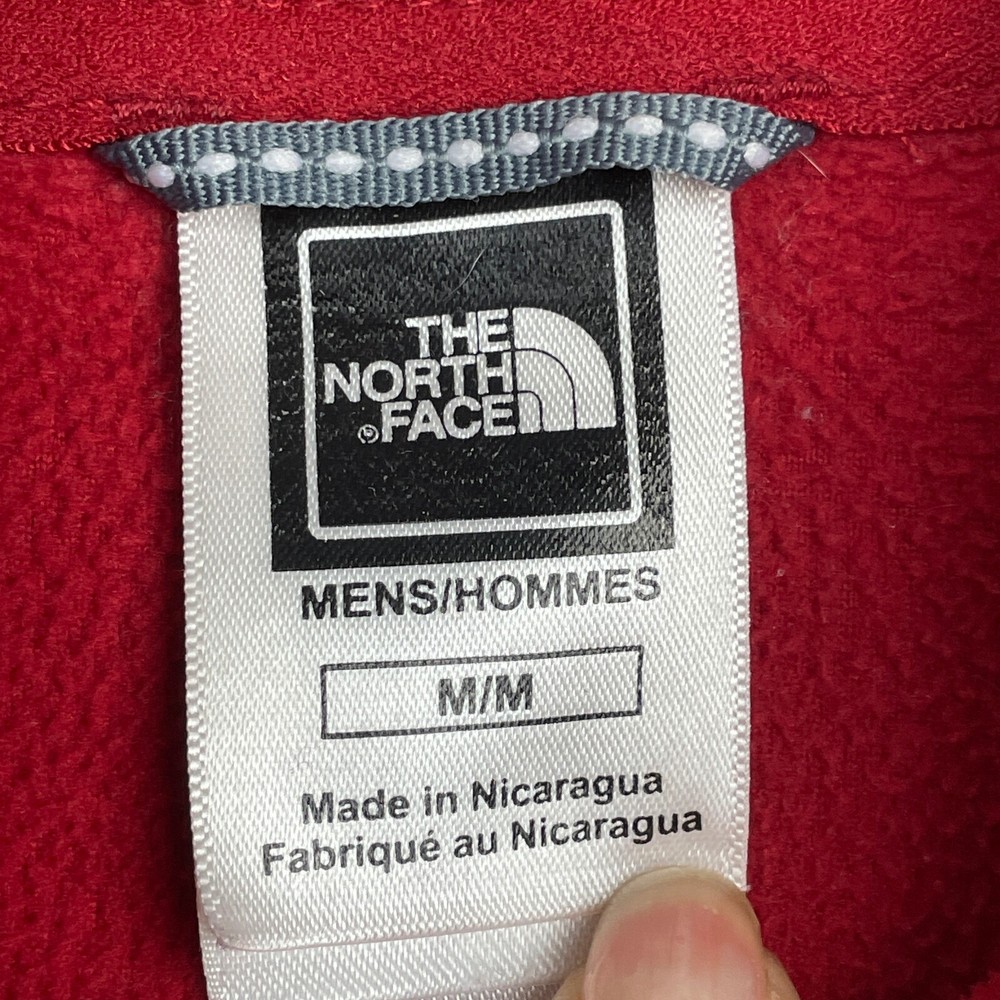 THE
NORTH
FACE
MENS/HOMMES
M/M
Made in Nicaragua
Fabriqué au Nicaragua